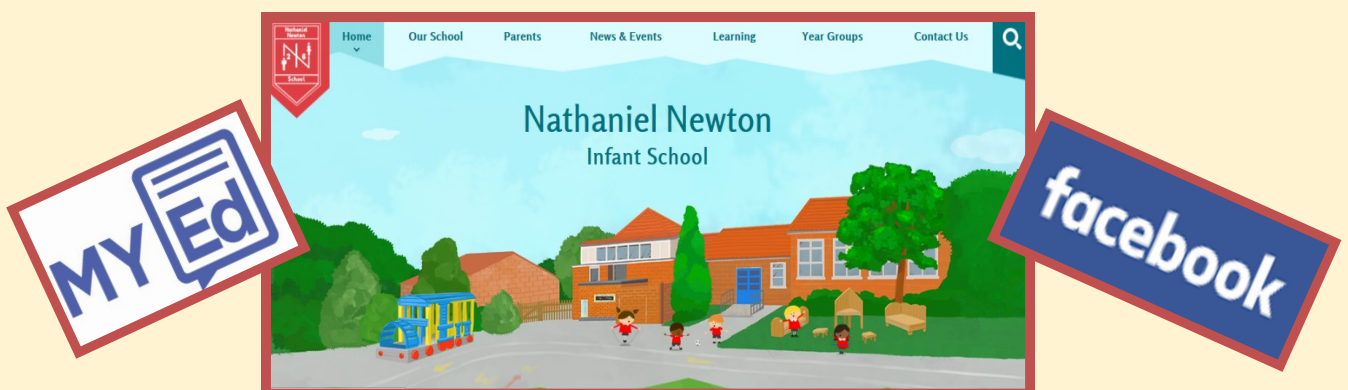 Nathaniel
Newton
School
Home
Our School
Parents
News & Events
Learning
Year Groups
Contact Us
Nathaniel Newton
Infant School
MY Ed
facebook